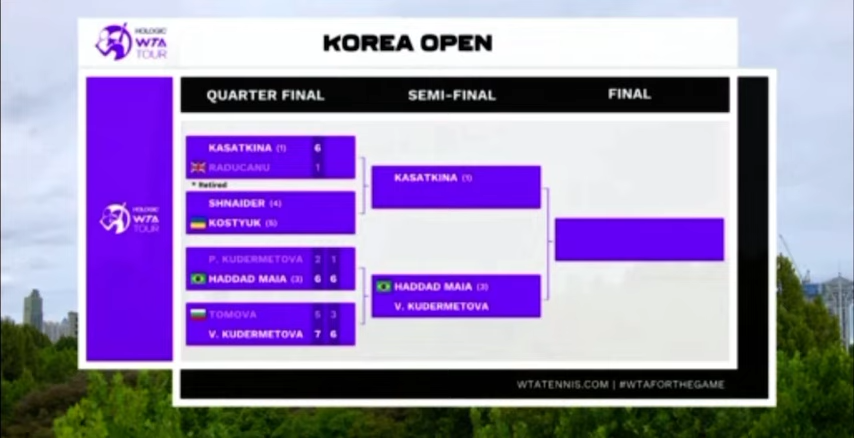 HOLOGIC
WTA
TOUR
KOREA OPEN
QUARTER FINAL
SEMI-FINAL
FINAL
KASATKINA (1) 6
RADUCANU 1
* Retired
SHNAIDER (4)
KOSTYUK (5)
P. KUDERMETOVA 2 1
HADDAD MAIA (3) 6 6
TOMOVA 5 3
V. KUDERMETOVA 7 6
KASATKINA (1)
HADDAD MAIA (3)
V. KUDERMETOVA
HOLOGIC
WTA
TOUR
WTATENNIS.COM | #WTAFORTHEGAME